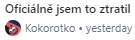 Oficiálně jsem to ztratil
Kokorotko • yesterday